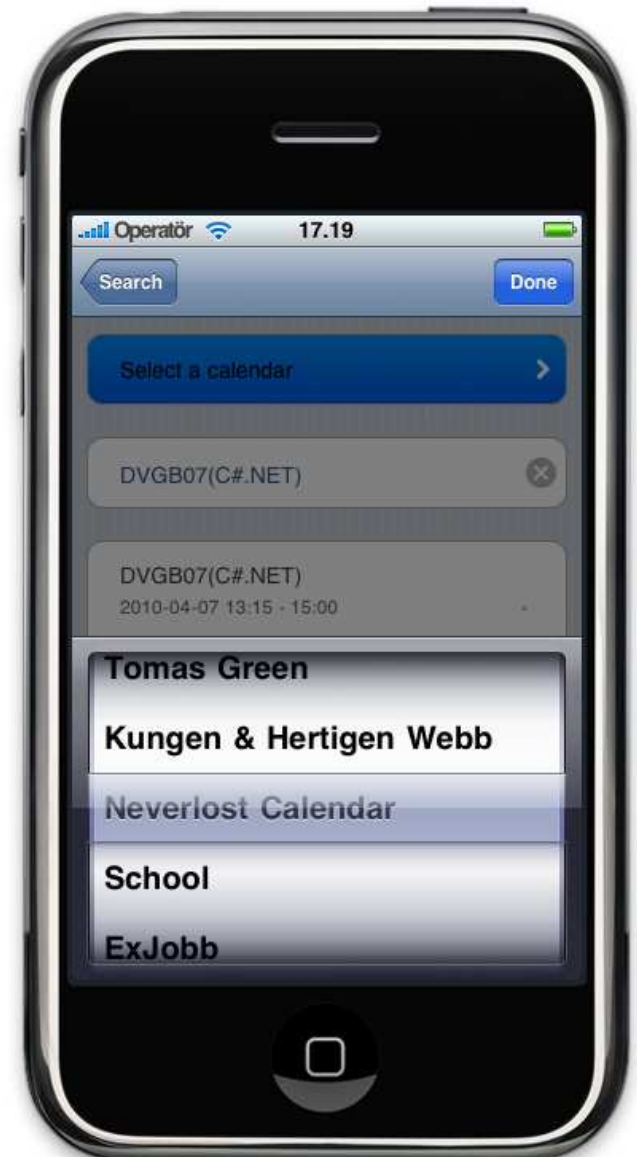 Operatör 17.19
Search Done
Select a calendar
DVGB07(C#.NET)
DVGB07(C#.NET)
2010-04-07 13:15 - 15:00
Tomas Green
Kungen & Hertigen Webb
Neverlost Calendar
School
ExJobb